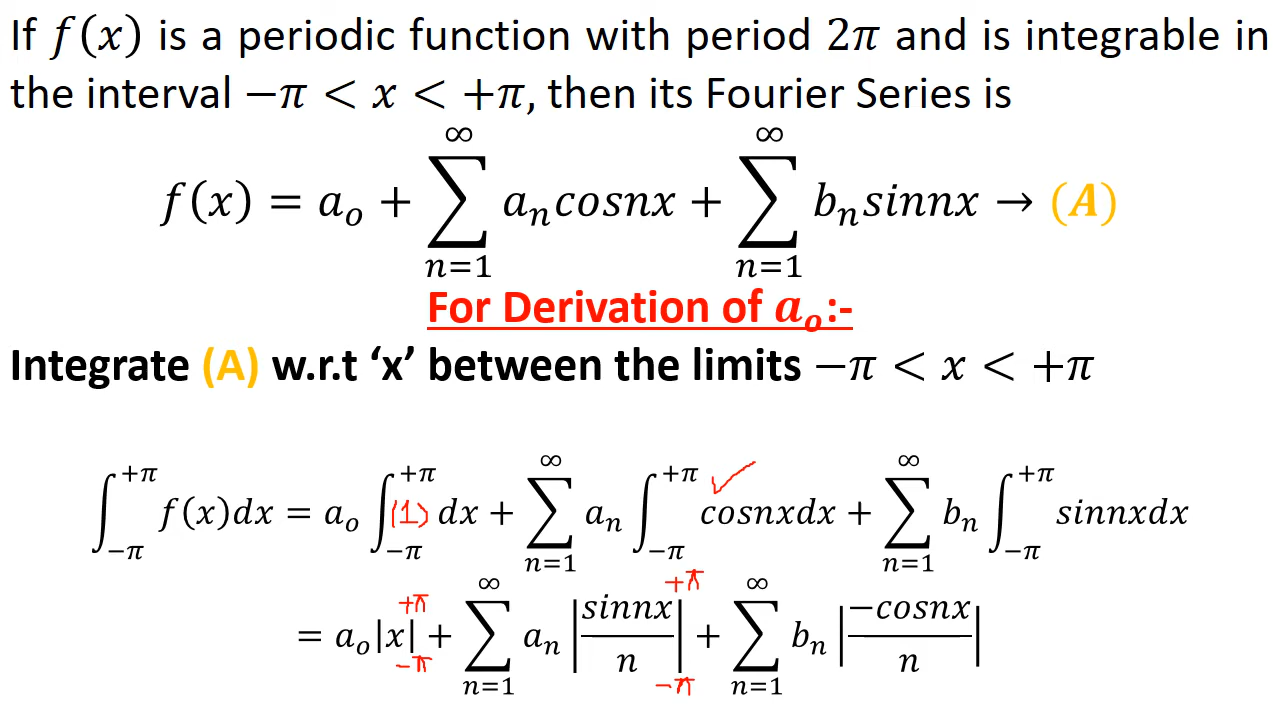 If f(x) is a periodic function with period 2π and is integrable in
the interval −π < x < +π, then its Fourier Series is
f(x) = a_o + ∑_{n=1}^{∞} a_n cosnx + ∑_{n=1}^{∞} b_n sinnx → (A)
For Derivation of a_o:-
Integrate (A) w.r.t ‘x’ between the limits −π < x < +π
∫_{−π}^{+π} f(x)dx = a_o ∫_{−π}^{+π} (1) dx + ∑_{n=1}^{∞} a_n ∫_{−π}^{+π} cosnxdx + ∑_{n=1}^{∞} b_n ∫_{−π}^{+π} sinnxdx
= a_o |x|_{−π}^{+π} + ∑_{n=1}^{∞} a_n |sinnx/n|_{−π}^{+π} + ∑_{n=1}^{∞} b_n |−cosnx/n|